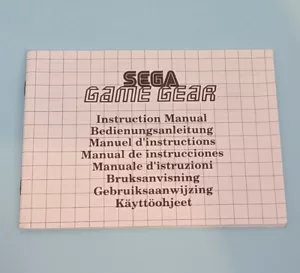 SEGA
GAME GEAR
Instruction Manual
Bedienungsanleitung
Manuel d'instructions
Manual de instrucciones
Manuale d'istruzioni
Bruksanvisning
Gebruiksaanwijzing
Käyttöohjeet